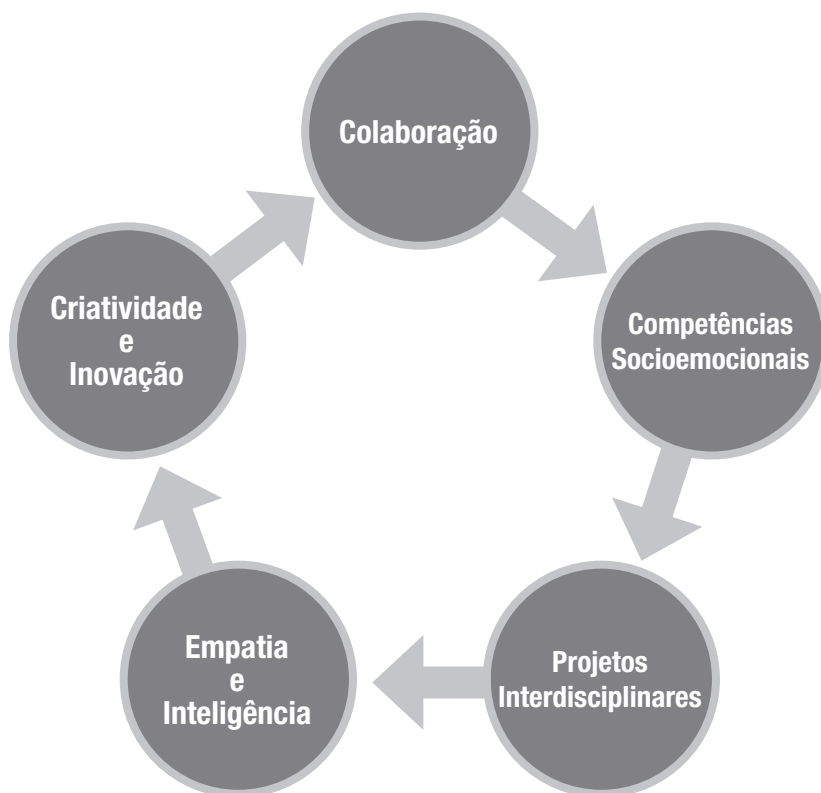 Colaboração
Competências
Socioemocionais
Projetos
Interdisciplinares
Empatia
e
Inteligência
Criatividade
e
Inovação